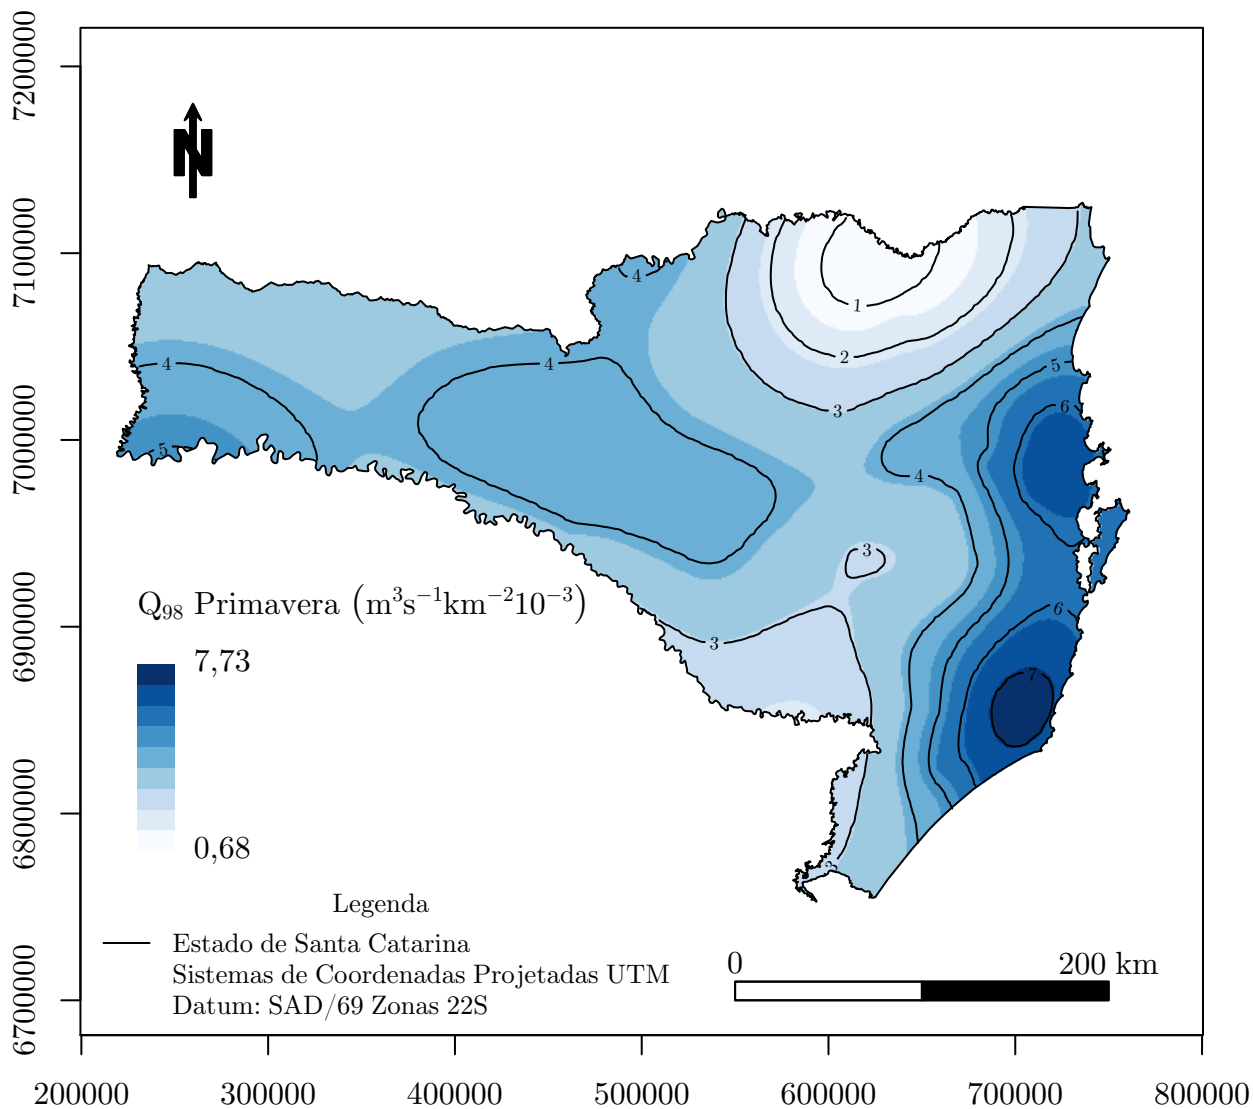 7200000
7100000
7000000
6900000
6800000
6700000
N
4
1
2
3
4
4
5
5
6
4
3
3
6
7
3
Q98 Primavera (m³s⁻¹km⁻²10⁻³)
7,73
0,68
Legenda
Estado de Santa Catarina
Sistemas de Coordenadas Projetadas UTM
Datum: SAD/69 Zonas 22S
0 200 km
200000 300000 400000 500000 600000 700000 800000